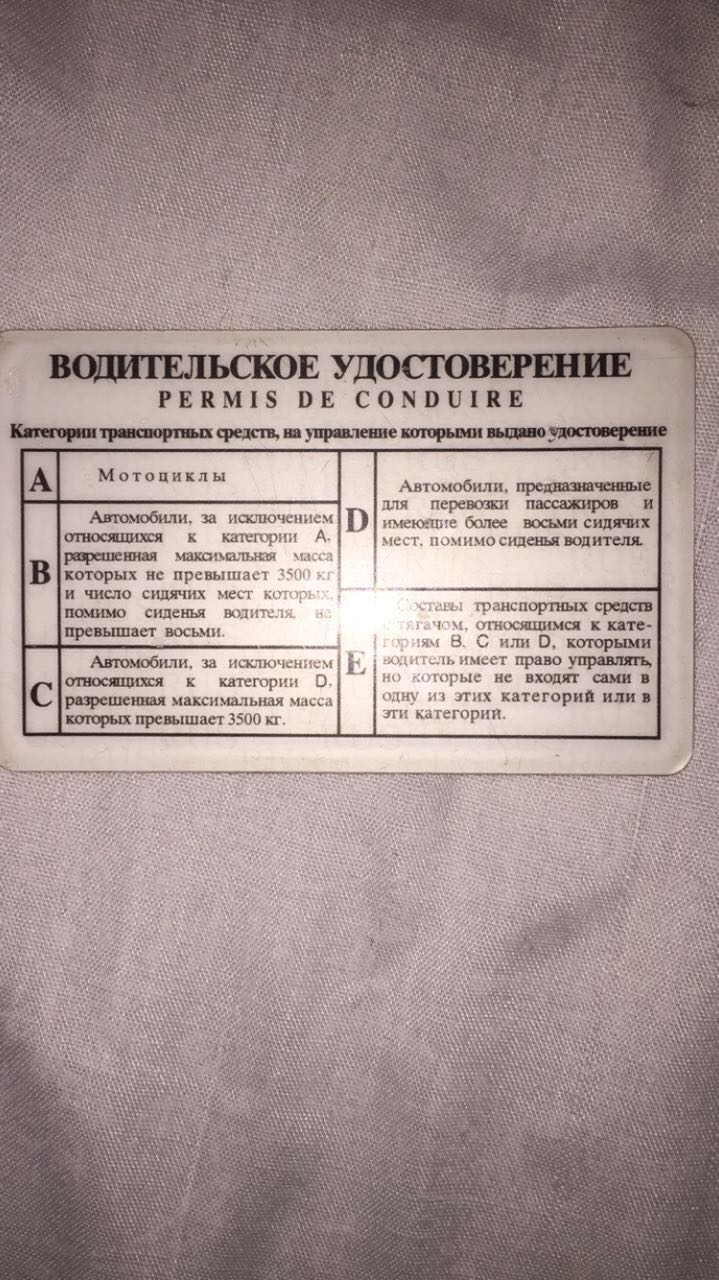 ВОДИТЕЛЬСКОЕ УДОСТОВЕРЕНИЕ
PERMIS DE CONDUIRE
Категории транспортных средств, на управление которыми выдано удостоверение
A
Мотоциклы
B
Автомобили, за исключением
относящихся к категории A,
разрешенная максимальная масса
которых не превышает 3500 кг
и число сидячих мест которых,
помимо сиденья водителя, не
превышает восьми.
C
Автомобили, за исключением
относящихся к категории D,
разрешенная максимальная масса
которых превышает 3500 кг.
D
Автомобили, предназначенные
для перевозки пассажиров и
имеющие более восьми сидячих
мест, помимо сиденья водителя.
E
Составы транспортных средств
с тягачом, относящимся к кате-
гориям B, C или D, которыми
водитель имеет право управлять,
но которые не входят сами в
одну из этих категорий или в
эти категорий.